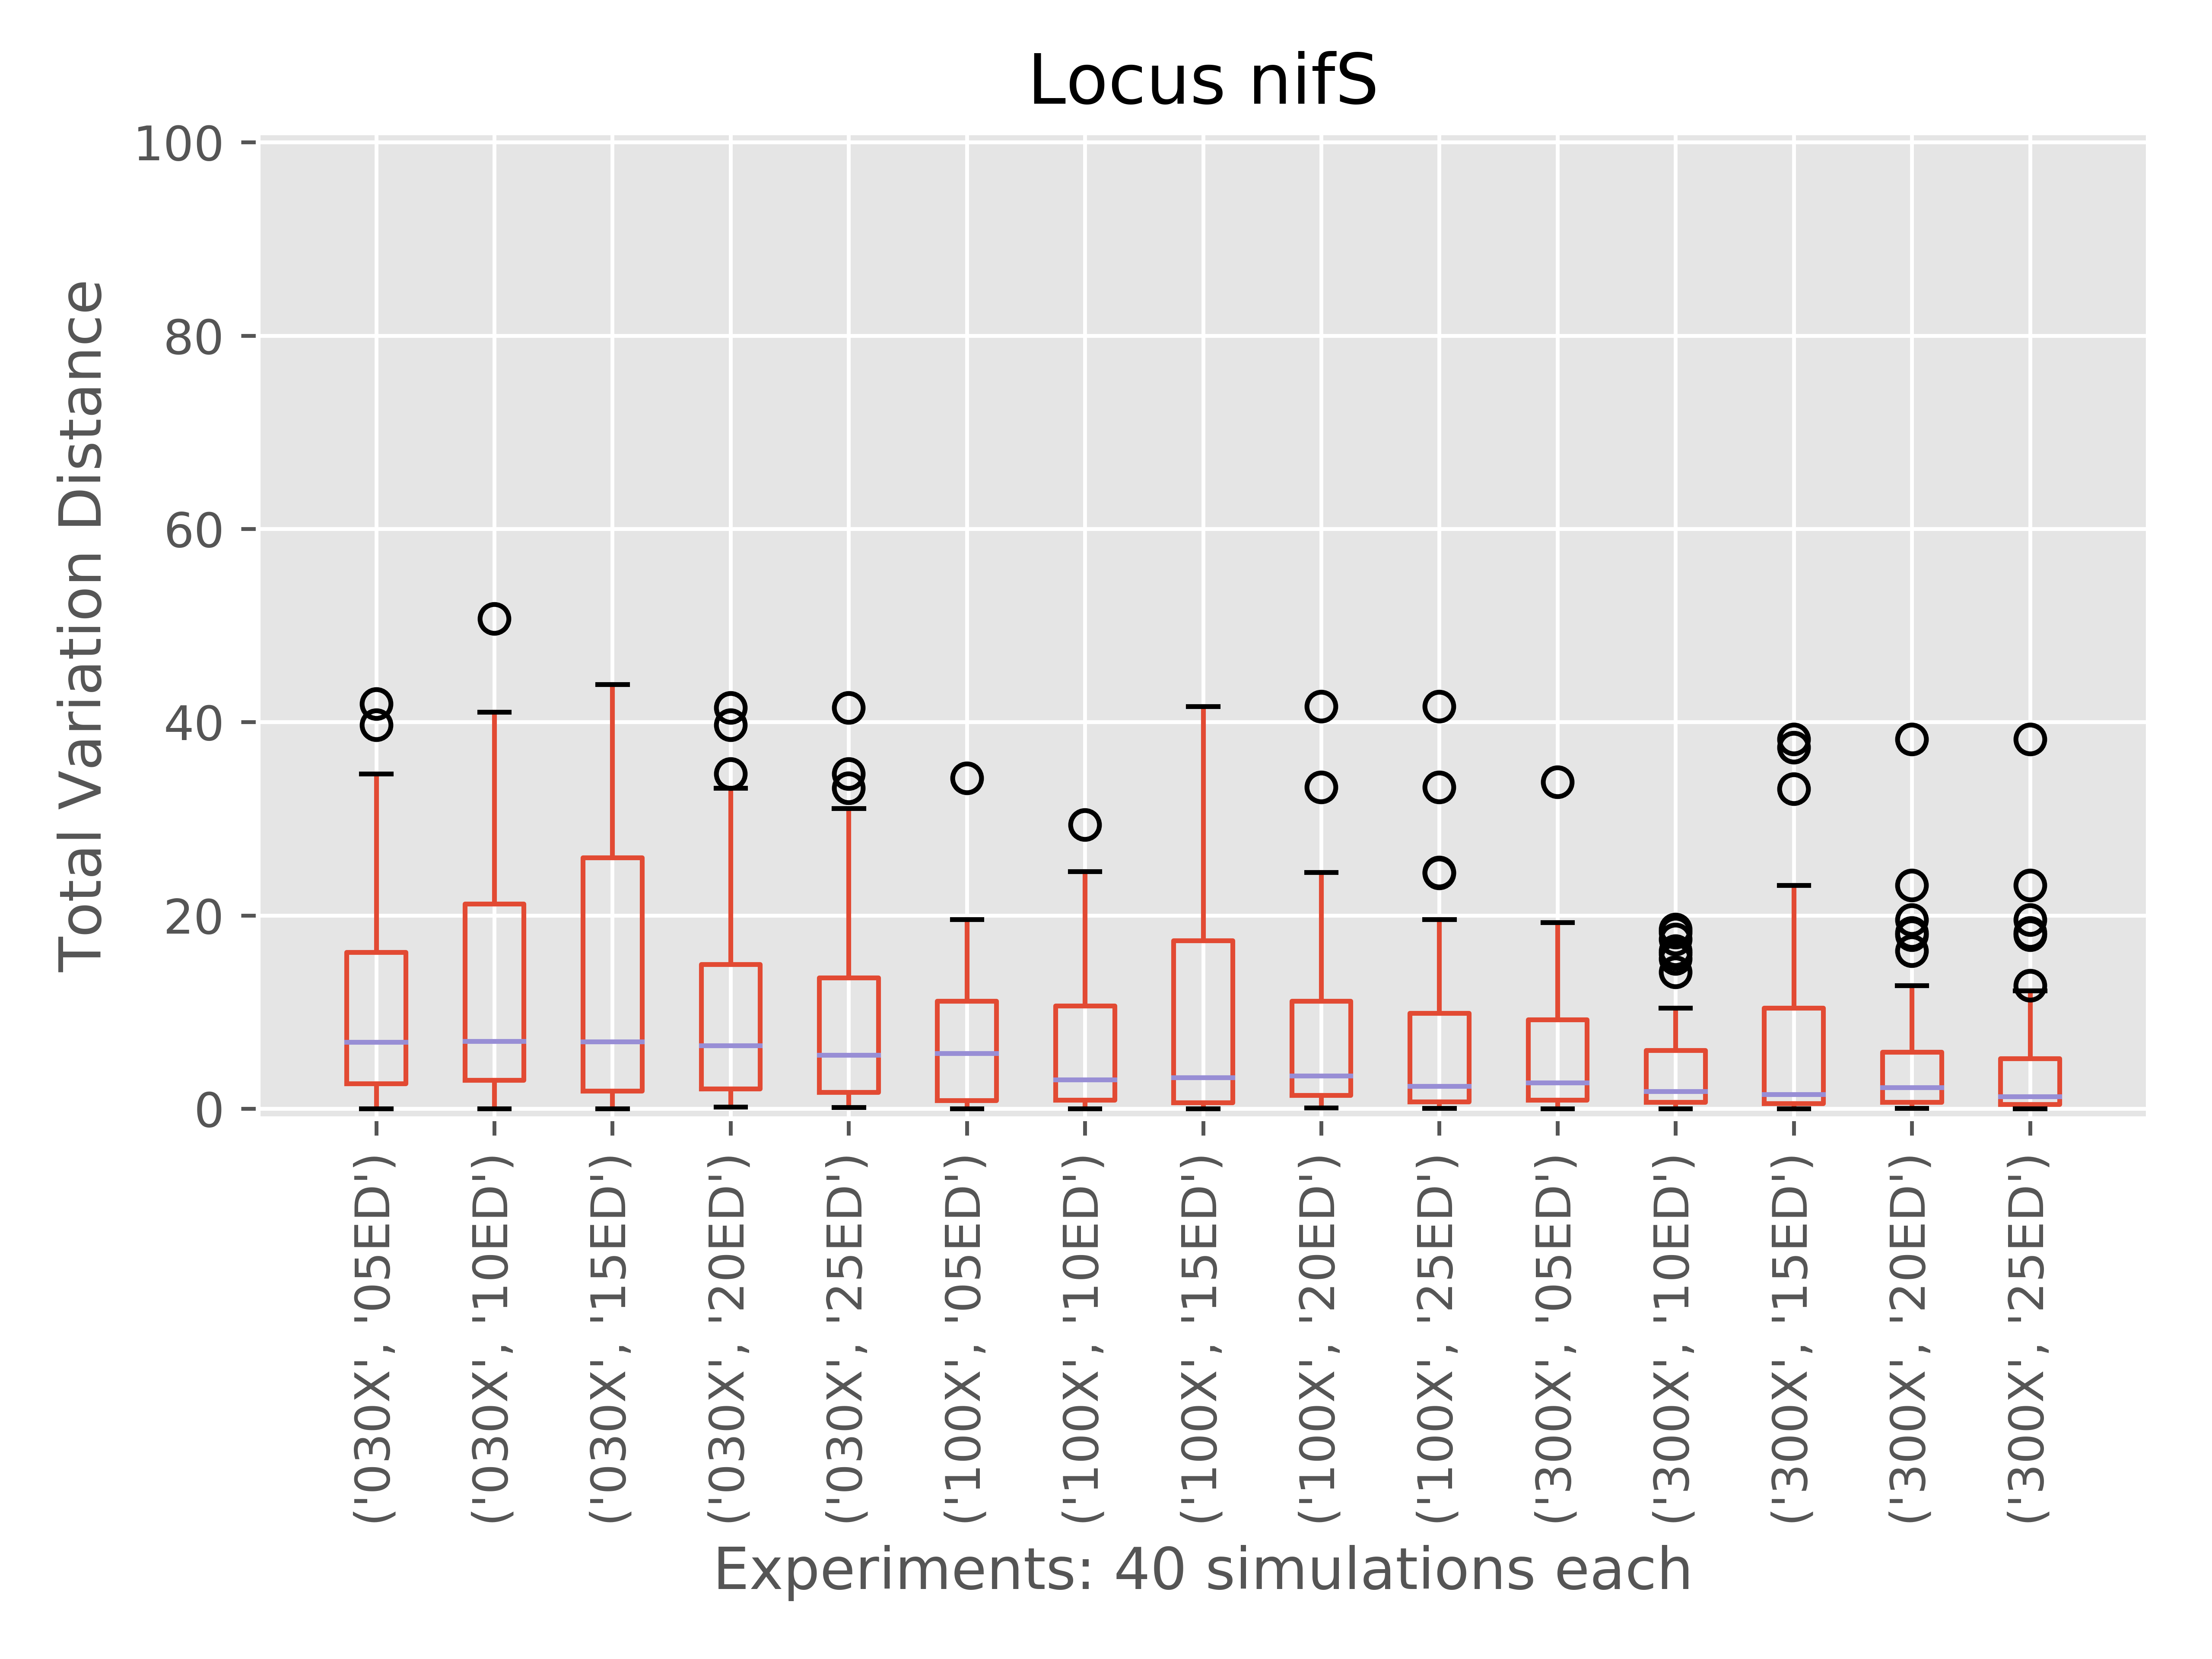 Locus nifS
Total Variation Distance
100
80
60
40
20
0
('030X', '05ED')
('030X', '10ED')
('030X', '15ED')
('030X', '20ED')
('030X', '25ED')
('100X', '05ED')
('100X', '10ED')
('100X', '15ED')
('100X', '20ED')
('100X', '25ED')
('300X', '05ED')
('300X', '10ED')
('300X', '15ED')
('300X', '20ED')
('300X', '25ED')
Experiments: 40 simulations each